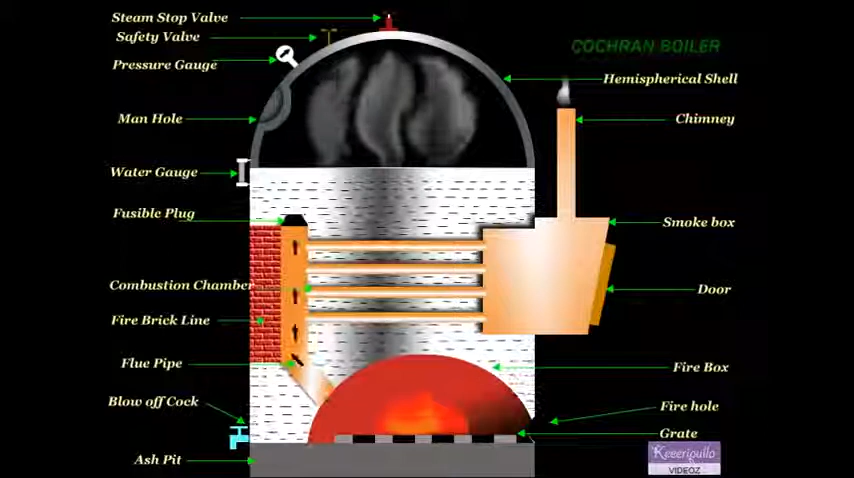 Steam Stop Valve
Safety Valve
Pressure Gauge
Man Hole
Water Gauge
Fusible Plug
Combustion Chamber
Fire Brick Line
Flue Pipe
Blow off Cock
Ash Pit
COCHRAN BOILER
Hemispherical Shell
Chimney
Smoke box
Door
Fire Box
Fire hole
Grate
VIDEOZ